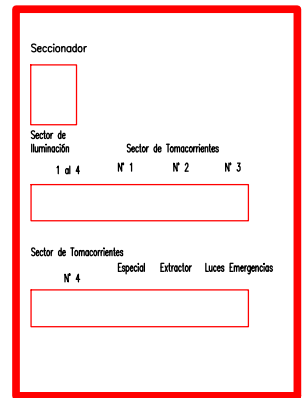 Seccionador
Sector de
Iluminación
Sector de Tomacorrientes
1 al 4
N° 1
N° 2
N° 3
Sector de Tomacorrientes
N° 4
Especial
Extractor
Luces Emergencias